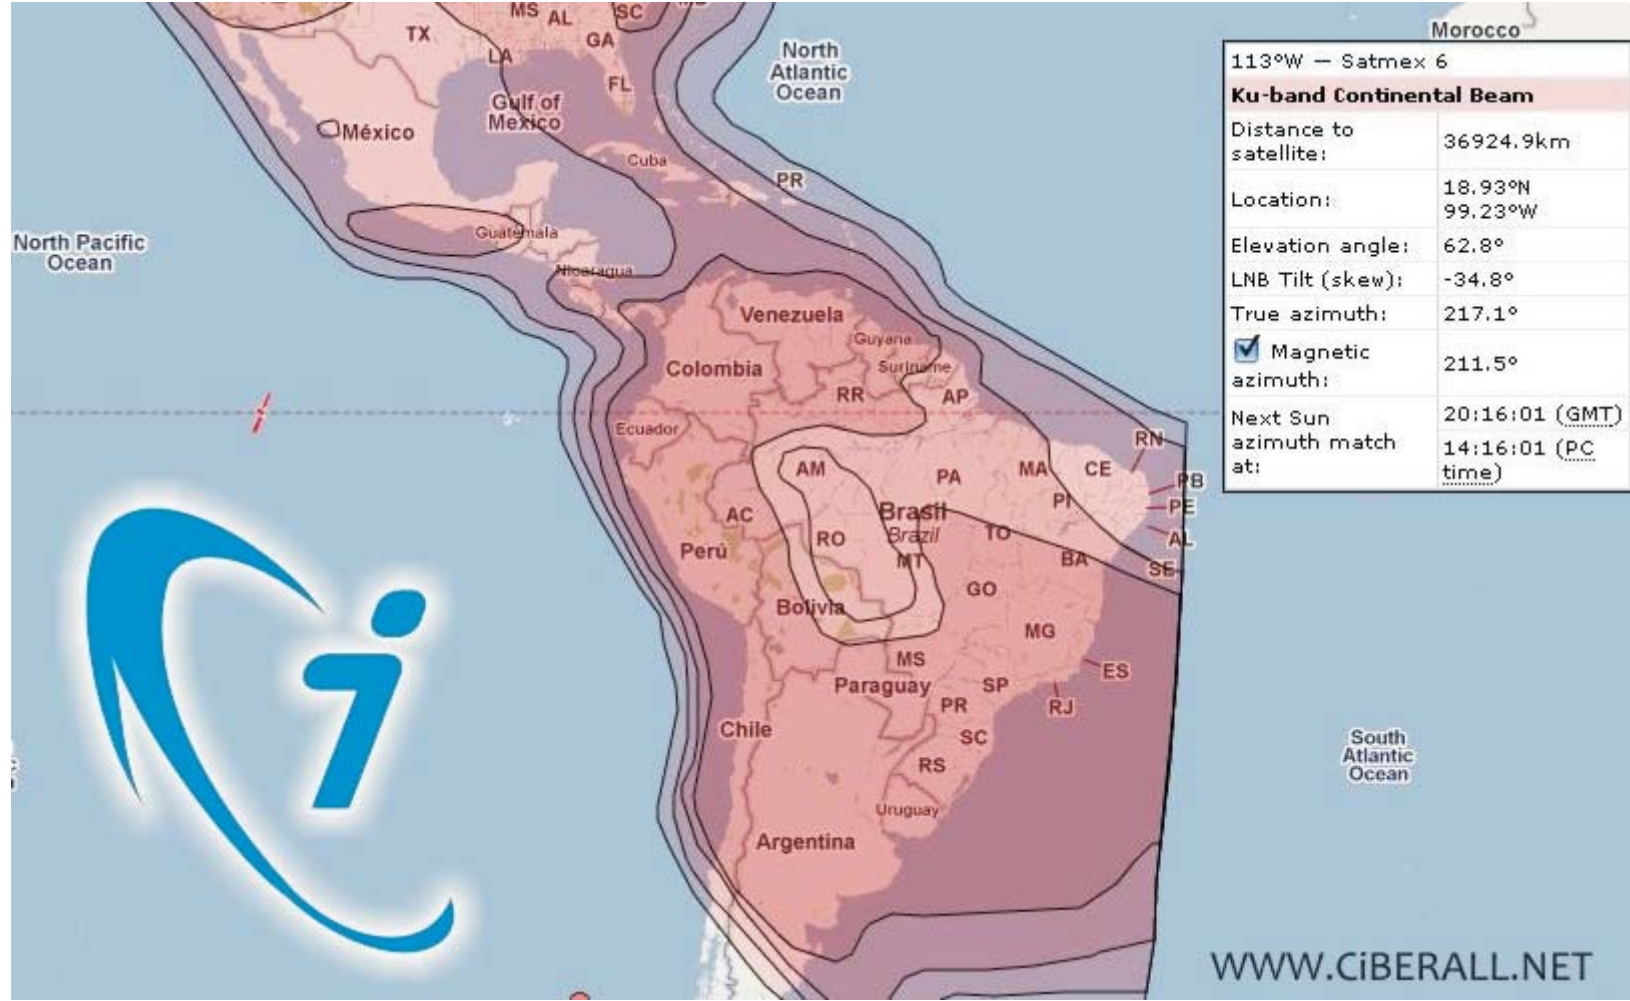 MS
AL
SC
TX
GA
LA
FL
North
Atlantic
Ocean
Morocco
Gulf of
Mexico
México
Cuba
PR
Guatemala
Nicaragua
North Pacific
Ocean
113°W — Satmex 6
Ku-band Continental Beam
Distance to
satellite:
36924.9km
Location:
18.93°N
99.23°W
Elevation angle:
62.8°
LNB Tilt (skew):
-34.8°
True azimuth:
217.1°
Magnetic
azimuth:
211.5°
Next Sun
azimuth match
at:
20:16:01 (GMT)
14:16:01 (PC
time)
Venezuela
Guyana
Suriname
Colombia
RR
AP
Ecuador
RN
AM
PA
MA
CE
PI
PB
PE
AL
Brasil
Brazil
AC
RO
TO
Perú
MT
BA
SE
GO
Bolivia
MG
MS
ES
Paraguay
SP
PR
RJ
Chile
SC
RS
Uruguay
Argentina
South
Atlantic
Ocean
Ci
WWW.CiBERALL.NET